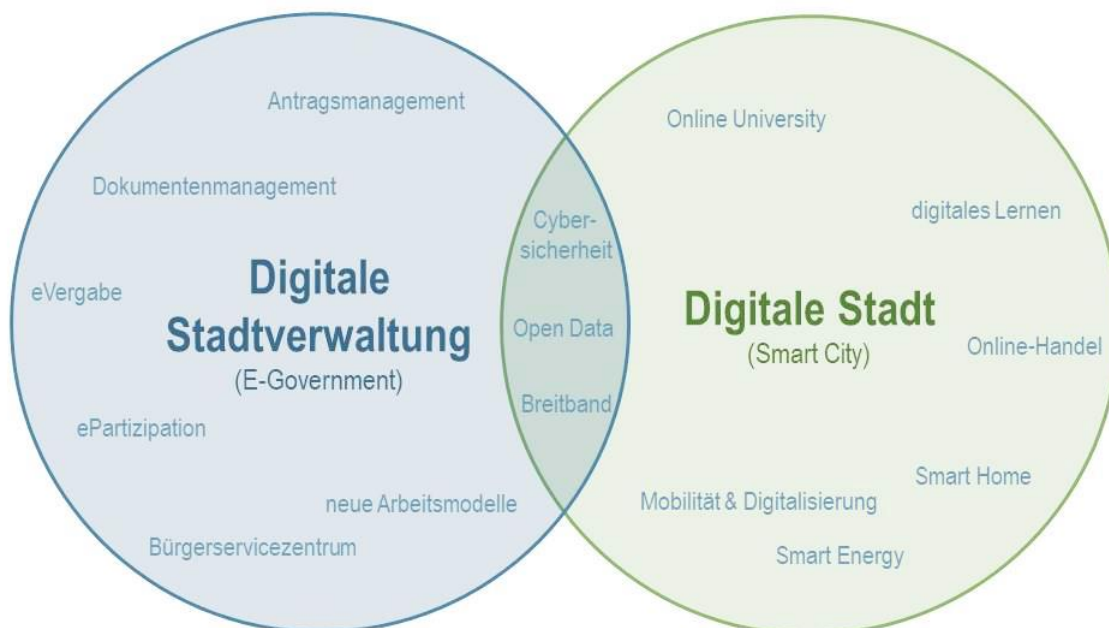 Antragsmanagement
Dokumentenmanagement
eVergabe
Digitale
Stadtverwaltung
(E-Government)
ePartizipation
neue Arbeitsmodelle
Bürgerservicezentrum
Cyber-
sicherheit
Open Data
Breitband
Online University
digitales Lernen
Digitale Stadt
(Smart City)
Online-Handel
Smart Home
Mobilität & Digitalisierung
Smart Energy